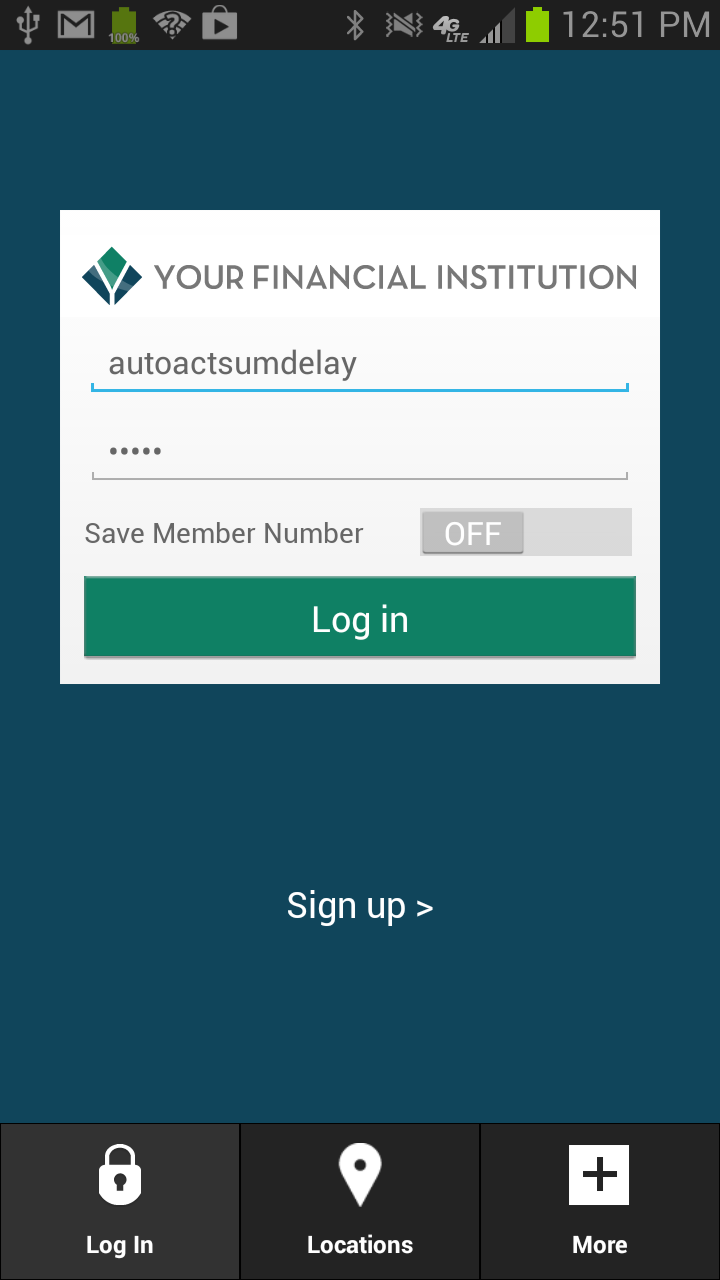 100% 4G LTE 12:51 PM
YOUR FINANCIAL INSTITUTION
autoactsumdelay
•••••
Save Member Number OFF
Log in
Sign up >
Log In Locations More